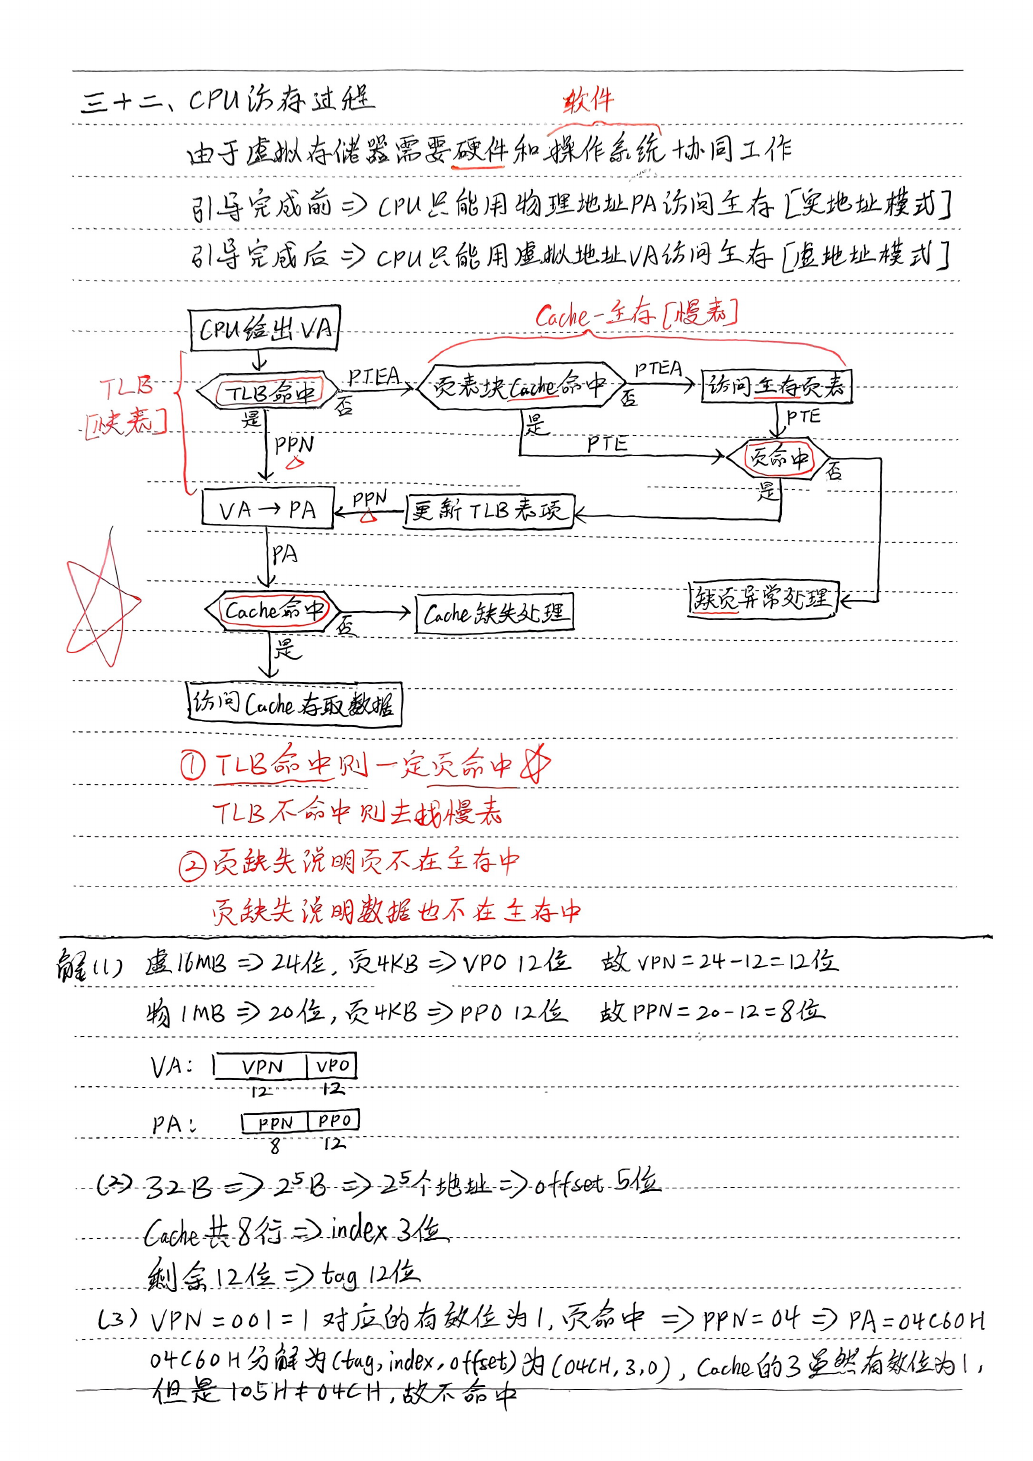 三十二、CPU访存过程
软件
由于虚拟存储器需要硬件和操作系统协同工作
引导完成前⇒CPU只能用物理地址PA访问主存[实地址模式]
引导完成后⇒CPU只能用虚拟地址VA访问主存[虚地址模式]
Cache-主存[慢表]
CPU给出VA
TLB
[快表]
TLB命中
PTEA
否
页表块Cache命中
PTEA
否
访问主存页表
是
PPN
是
PTE
PTE
页命中
否
是
VA→PA
PPN
更新TLB表项
PA
缺页异常处理
Cache命中
否
Cache缺失处理
是
访问Cache存取数据
①TLB命中则一定页命中
TLB不命中则去找慢表
②页缺失说明页不在主存中
页缺失说明数据也不在主存中
解(1) 虚16MB⇒24位,页4KB⇒VPO 12位 故VPN=24-12=12位
物1MB⇒20位,页4KB⇒PPO 12位 故PPN=20-12=8位
VA: VPN VPO
12 12
PA: PPN PPO
8 12
(2) 32B⇒2⁵B⇒2⁵个地址⇒offset 5位
Cache共8行⇒index 3位
剩余12位⇒tag 12位
(3) VPN=001=1对应的有效位为1,页命中⇒PPN=04⇒PA=04C60H
04C60H分解为(tag,index,offset)为(04CH,3,0),Cache的3虽然有效位为1,
但是105H≠04CH,故不命中